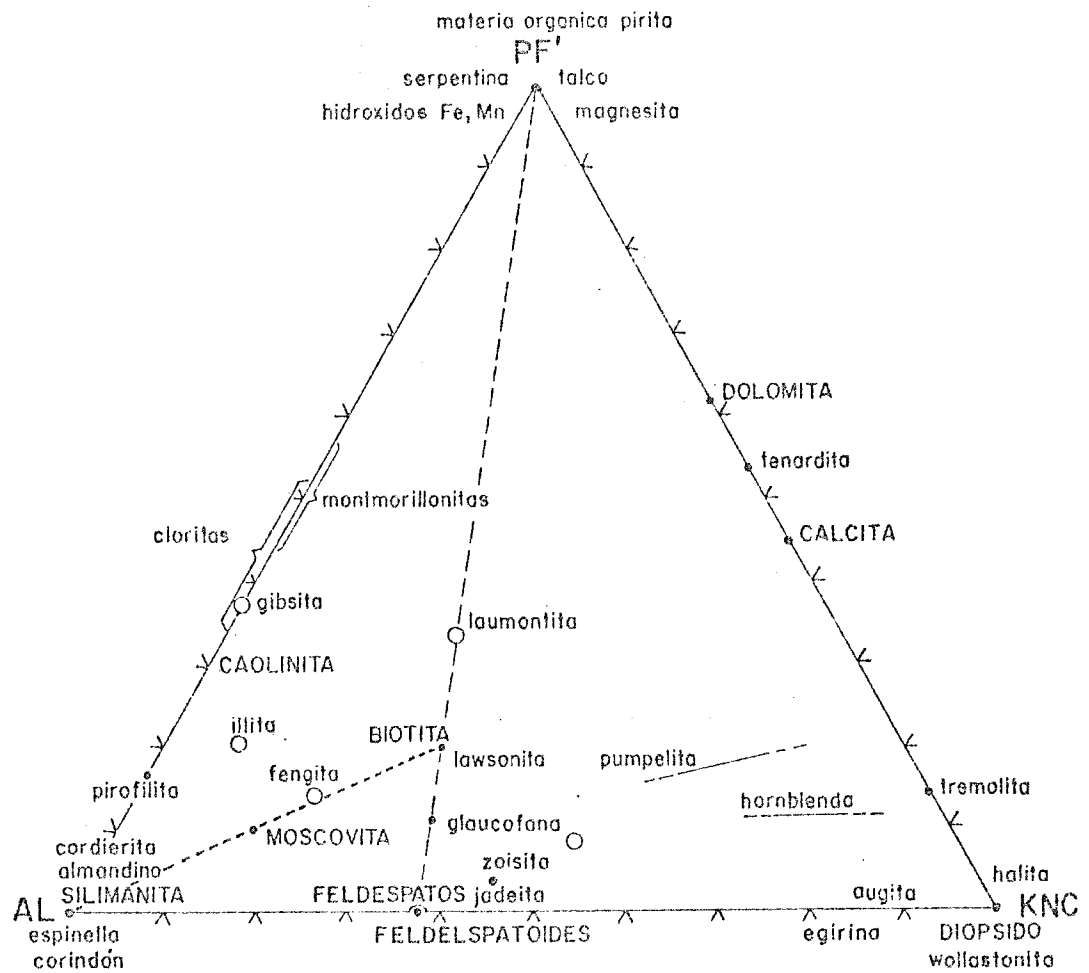 materia organica pirita
PF'
serpentina talco
hidroxidos Fe, Mn magnesita
DOLOMITA
fenardita
montmorillonitas
cloritas
CALCITA
gibsita
laumontita
CAOLINITA
illita
BIOTITA
lawsonita
pumpelita
fengita
pirofilita
tremolita
hornblenda
MOSCOVITA
glaucofana
cordierita
almandino
zoisita
halita
SILIMANITA
FELDESPATOS jadeita
augita
AL
KNC
espinella
FELDELSPATOIDES
egirina
DIOPSIDO
corindón
wollastonita